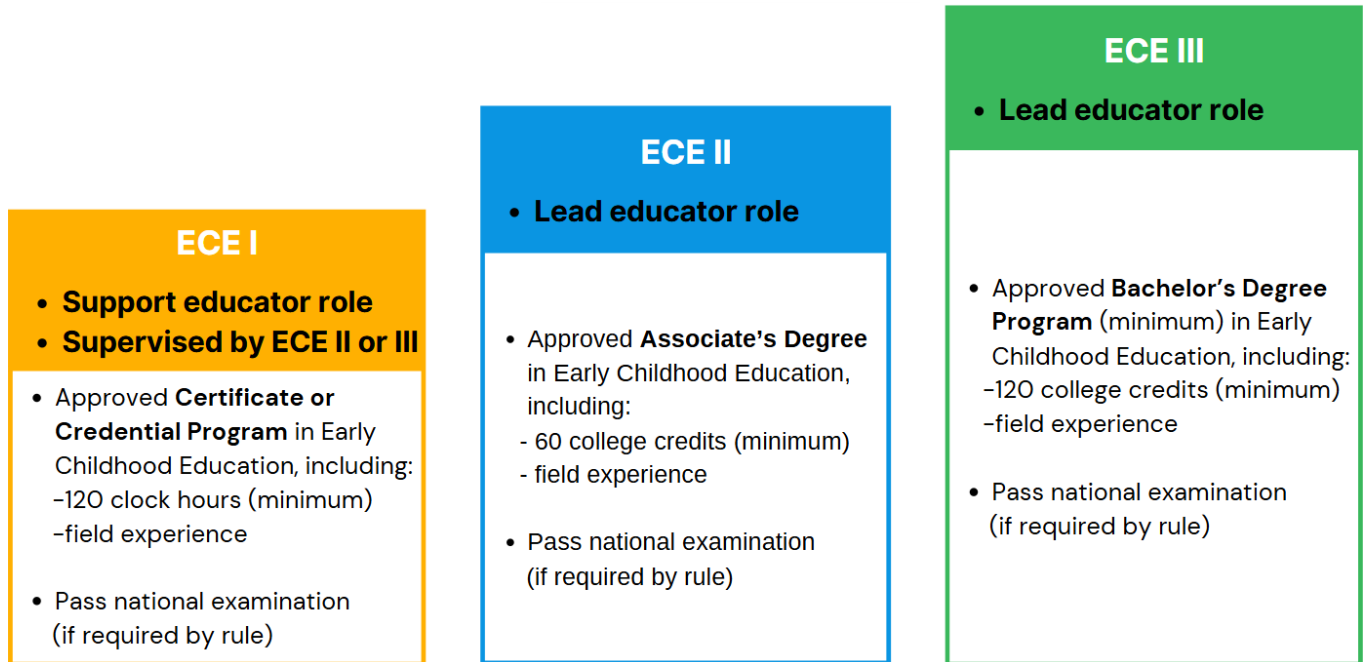 ECE I
• Support educator role
• Supervised by ECE II or III
• Approved Certificate or
Credential Program in Early
Childhood Education, including:
-120 clock hours (minimum)
-field experience
• Pass national examination
(if required by rule)
ECE II
• Lead educator role
• Approved Associate’s Degree
in Early Childhood Education,
including:
- 60 college credits (minimum)
- field experience
• Pass national examination
(if required by rule)
ECE III
• Lead educator role
• Approved Bachelor’s Degree
Program (minimum) in Early
Childhood Education, including:
-120 college credits (minimum)
-field experience
• Pass national examination
(if required by rule)